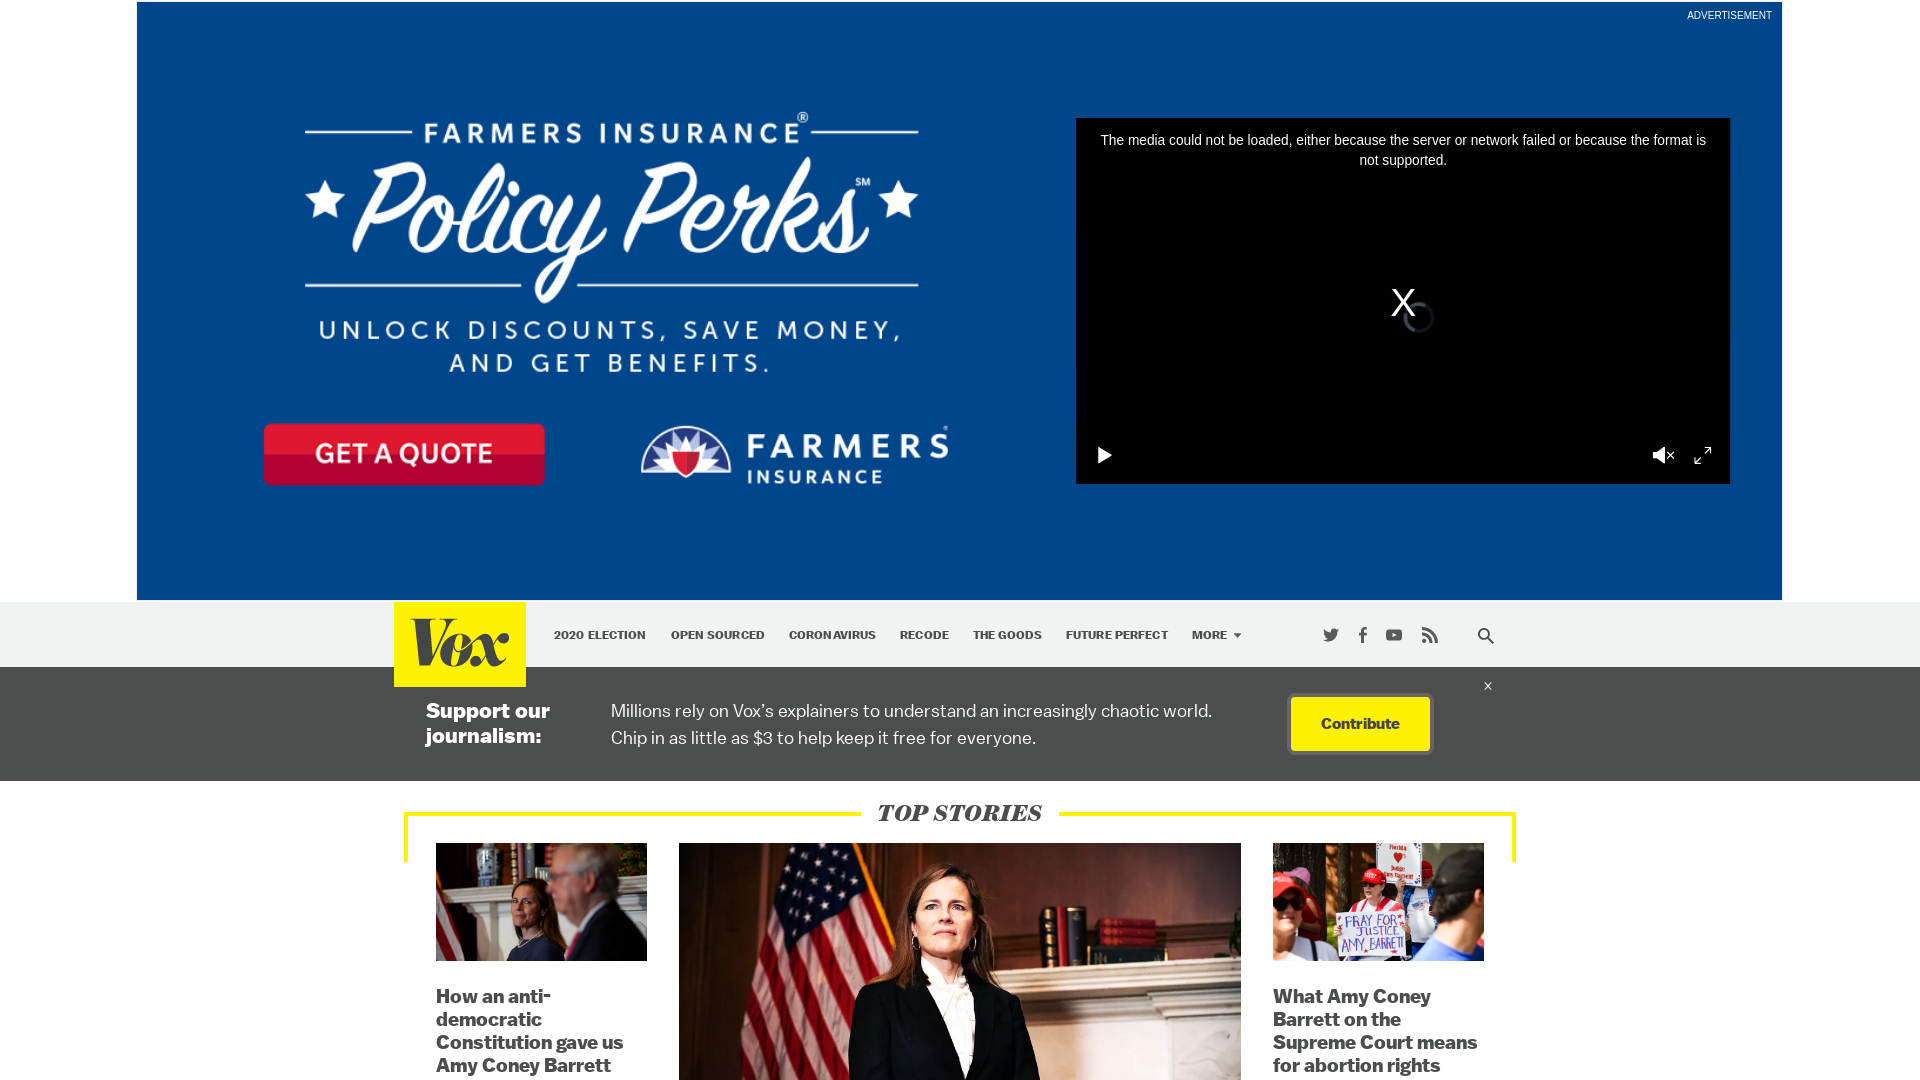 ADVERTISEMENT
FARMERS INSURANCE®
Policy Perks℠
UNLOCK DISCOUNTS, SAVE MONEY,
AND GET BENEFITS.
GET A QUOTE
FARMERS®
INSURANCE
The media could not be loaded, either because the server or network failed or because the format is
not supported.
X
Vox
2020 ELECTION OPEN SOURCED CORONAVIRUS RECODE THE GOODS FUTURE PERFECT MORE
Support our
journalism:
Millions rely on Vox’s explainers to understand an increasingly chaotic world.
Chip in as little as $3 to help keep it free for everyone.
Contribute
TOP STORIES
How an anti-
democratic
Constitution gave us
Amy Coney Barrett
Florida
PRAY FOR
JUSTICE
AMY BARRETT
What Amy Coney
Barrett on the
Supreme Court means
for abortion rights